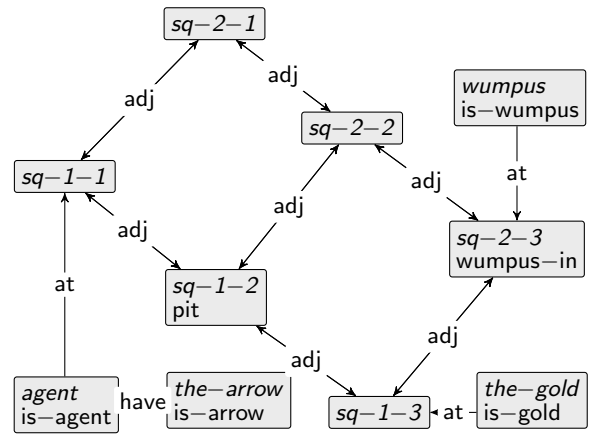 sq−2−1
adj
adj
wumpus
is−wumpus
sq−2−2
at
sq−1−1
adj
adj
adj
sq−2−3
wumpus−in
at
sq−1−2
pit
adj
adj
agent
is−agent
have
the−arrow
is−arrow
sq−1−3
at
the−gold
is−gold